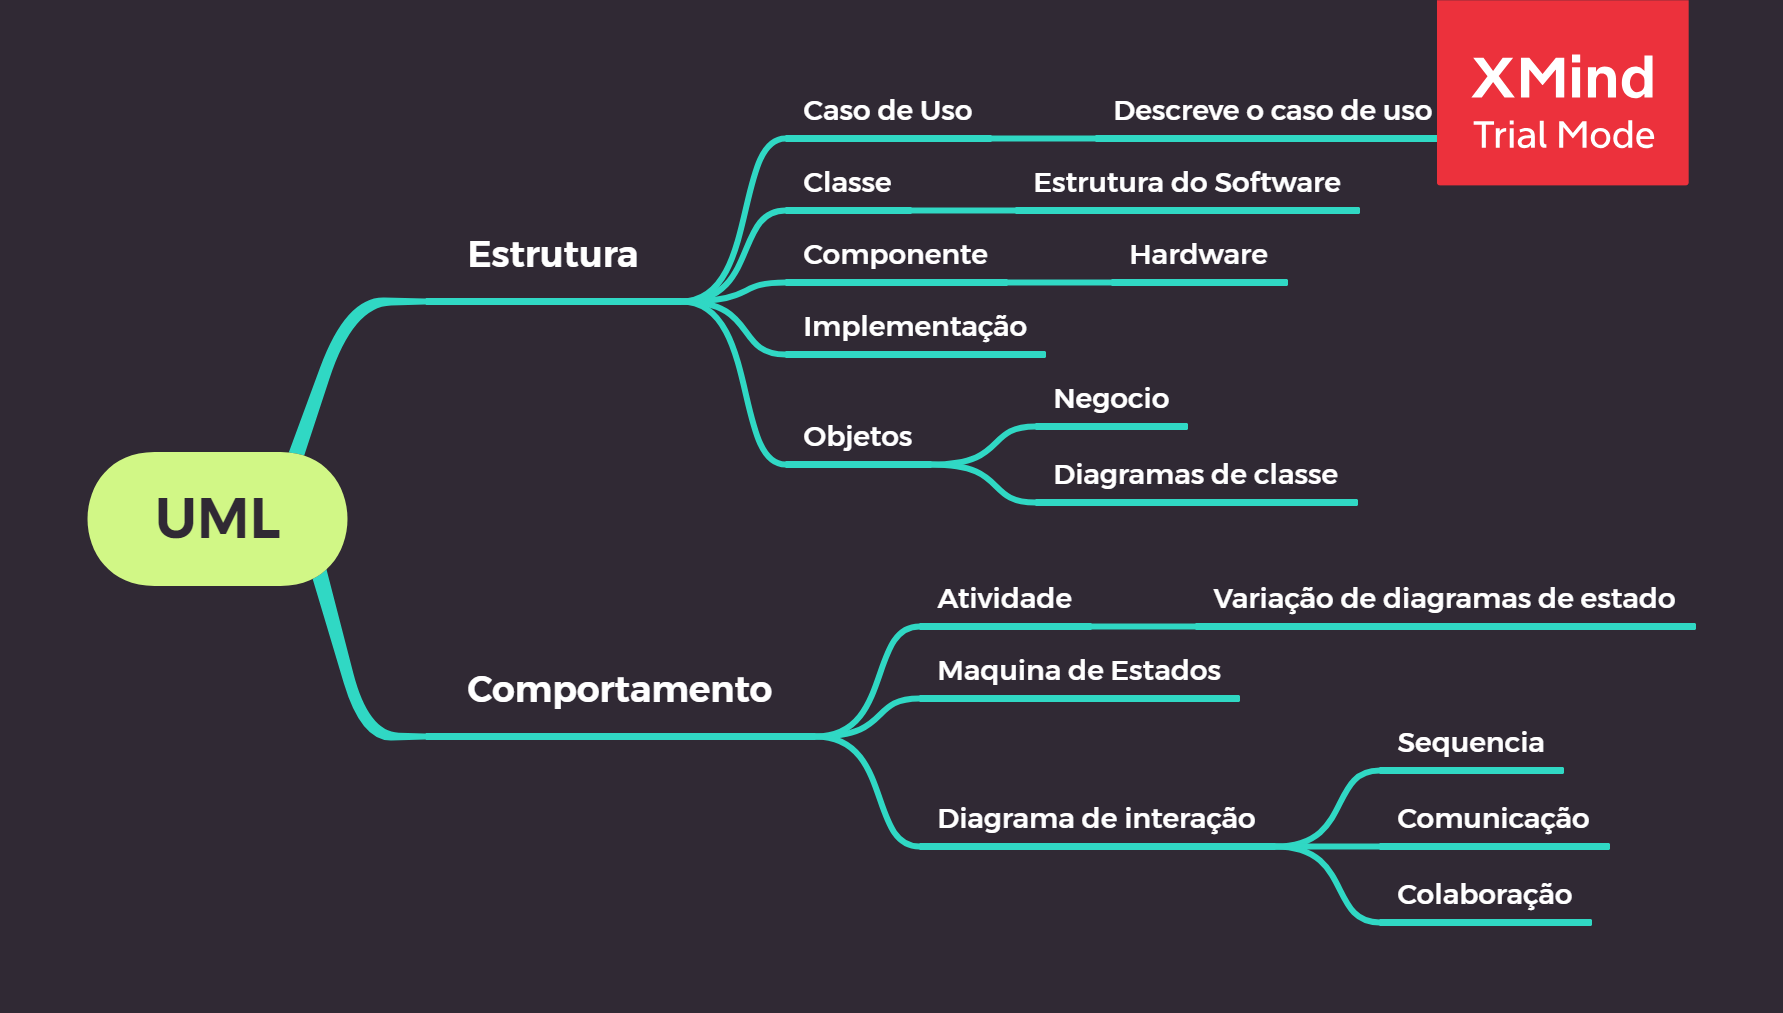 XMind
Trial Mode
Caso de Uso
Descreve o caso de uso
Classe
Estrutura do Software
Estrutura
Componente
Hardware
Implementação
Objetos
Negocio
Diagramas de classe
UML
Atividade
Variação de diagramas de estado
Comportamento
Maquina de Estados
Diagrama de interação
Sequencia
Comunicação
Colaboração